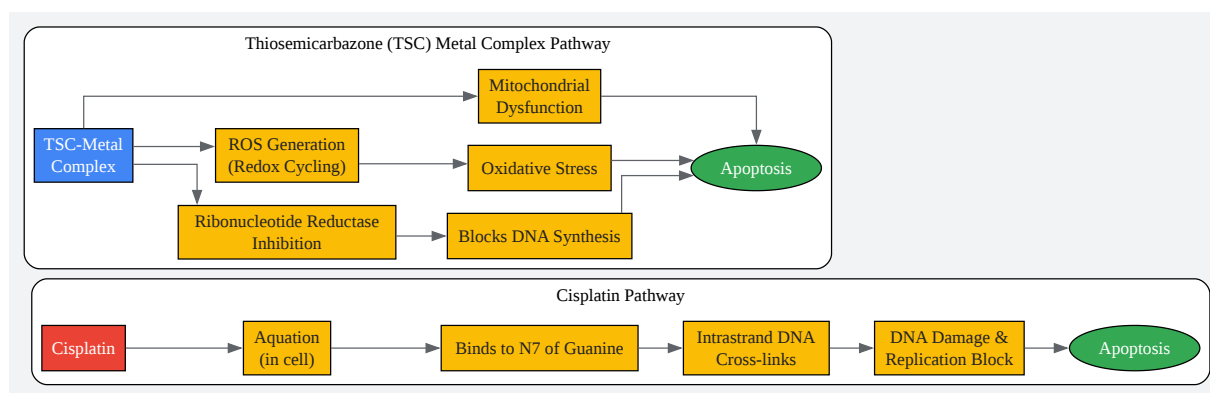 Thiosemicarbazone (TSC) Metal Complex Pathway
Mitochondrial
Dysfunction
TSC-Metal
Complex
ROS Generation
(Redox Cycling)
Oxidative Stress
Apoptosis
Ribonucleotide Reductase
Inhibition
Blocks DNA Synthesis
Cisplatin Pathway
Cisplatin
Aquation
(in cell)
Binds to N7 of Guanine
Intrastrand DNA
Cross-links
DNA Damage &
Replication Block
Apoptosis